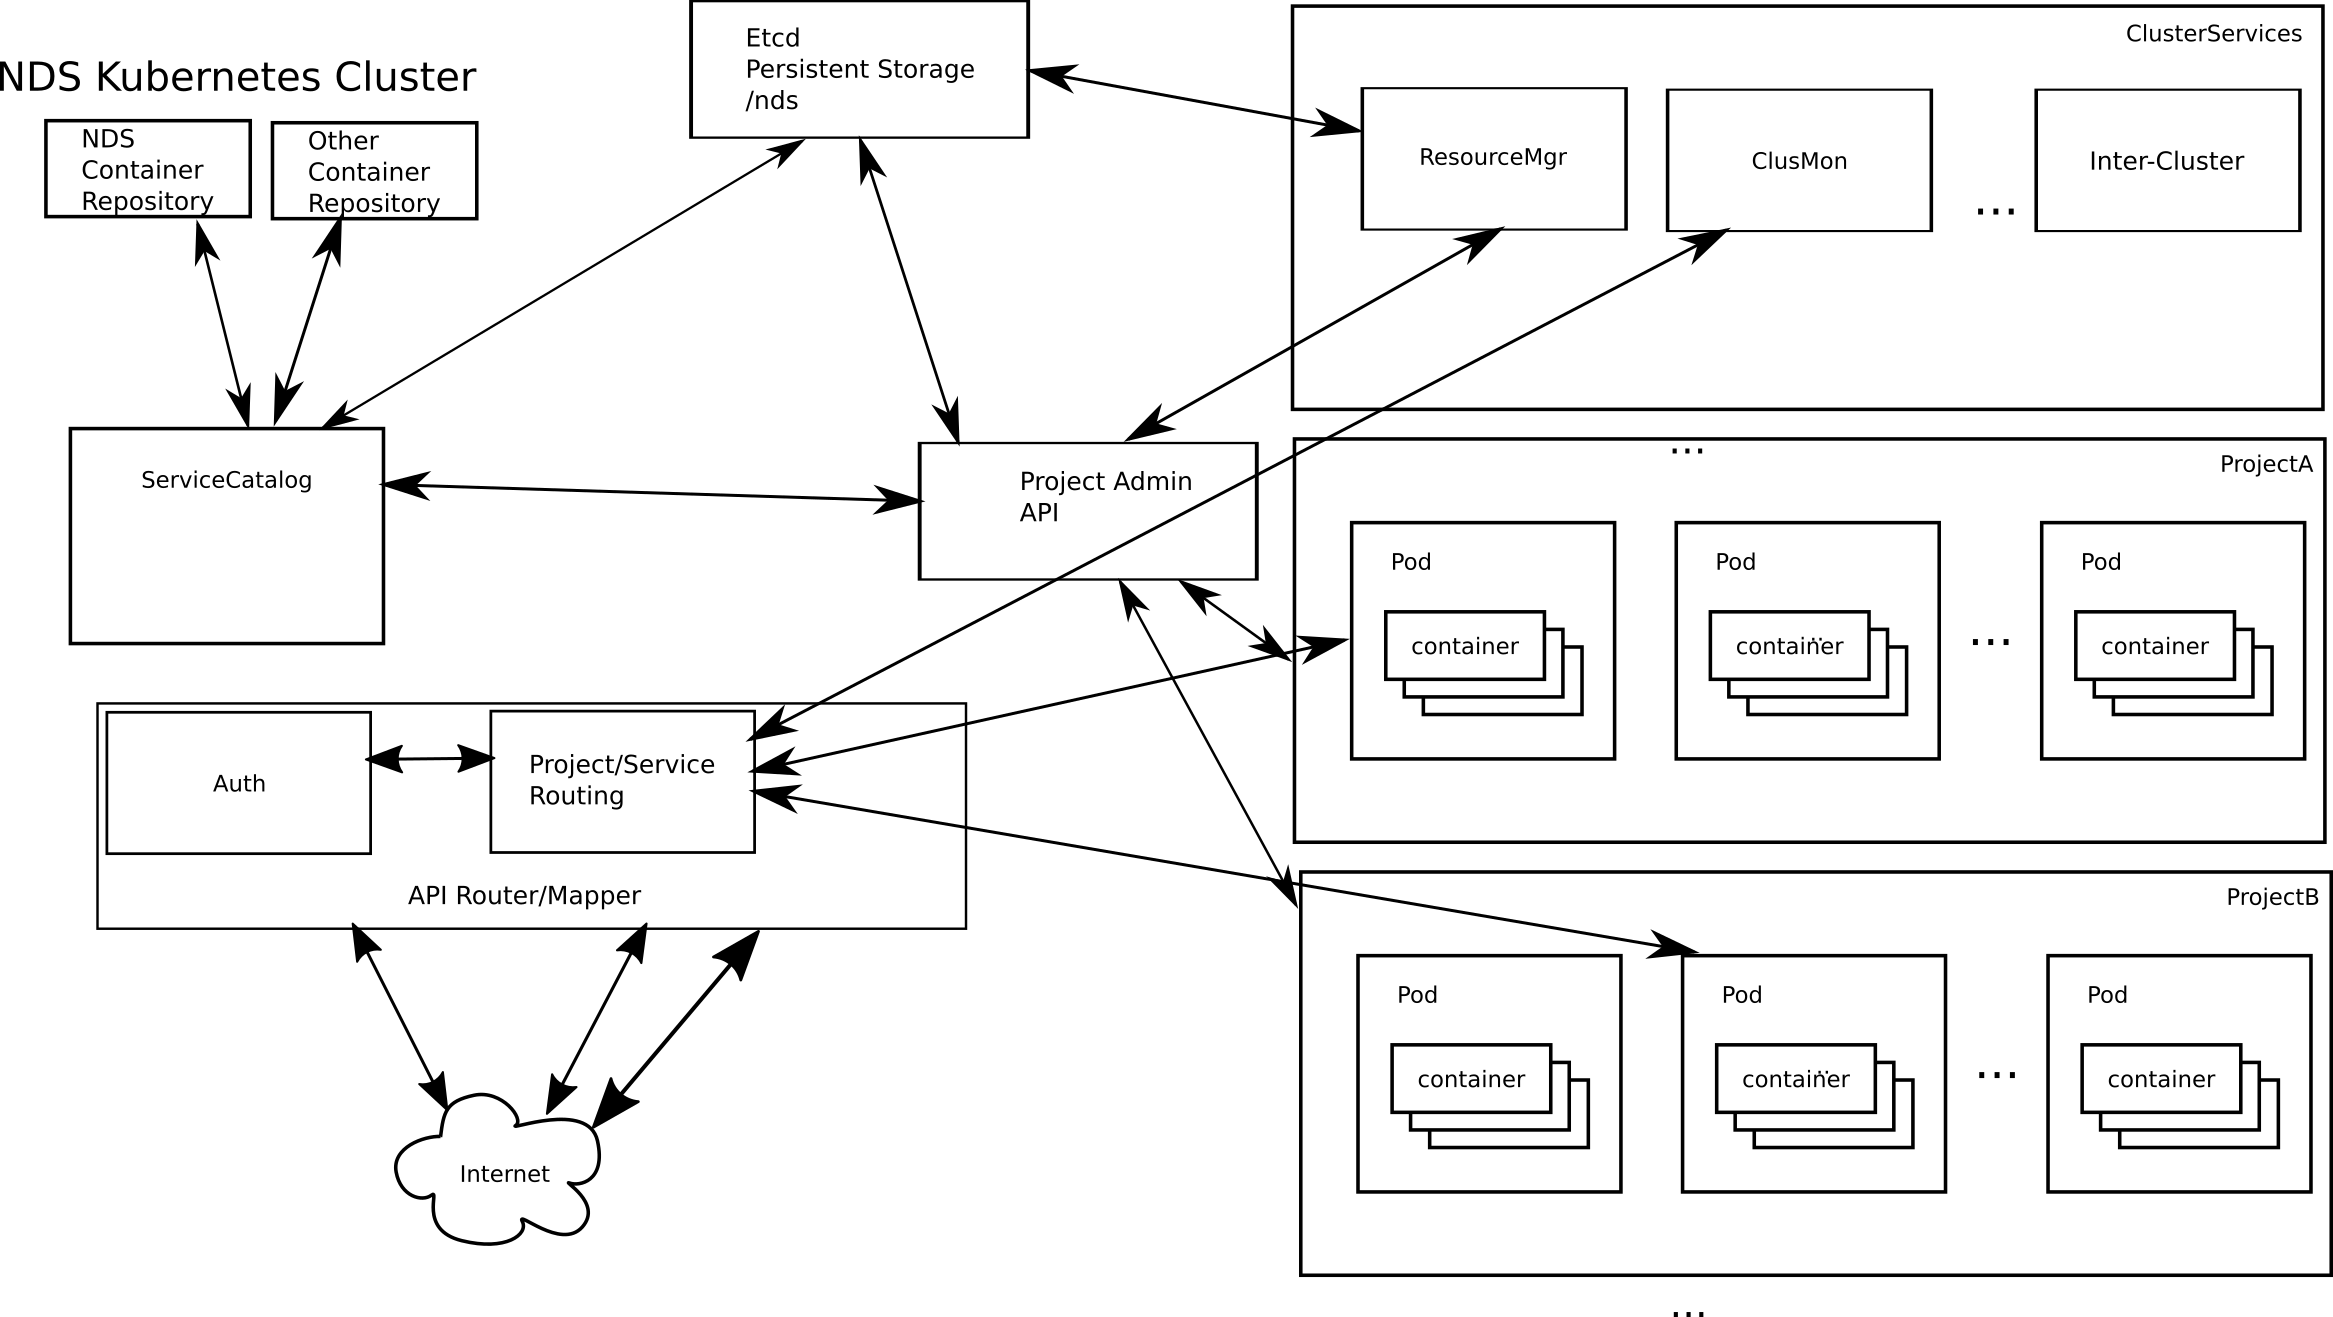 NDS Kubernetes Cluster
NDS
Container
Repository
Other
Container
Repository
Etcd
Persistent Storage
/nds
ClusterServices
ResourceMgr
ClusMon
...
Inter-Cluster
ServiceCatalog
Project Admin
API
...
ProjectA
Pod
container
Pod
container
...
Pod
container
Auth
Project/Service
Routing
API Router/Mapper
Internet
ProjectB
Pod
container
Pod
container
...
Pod
container
...